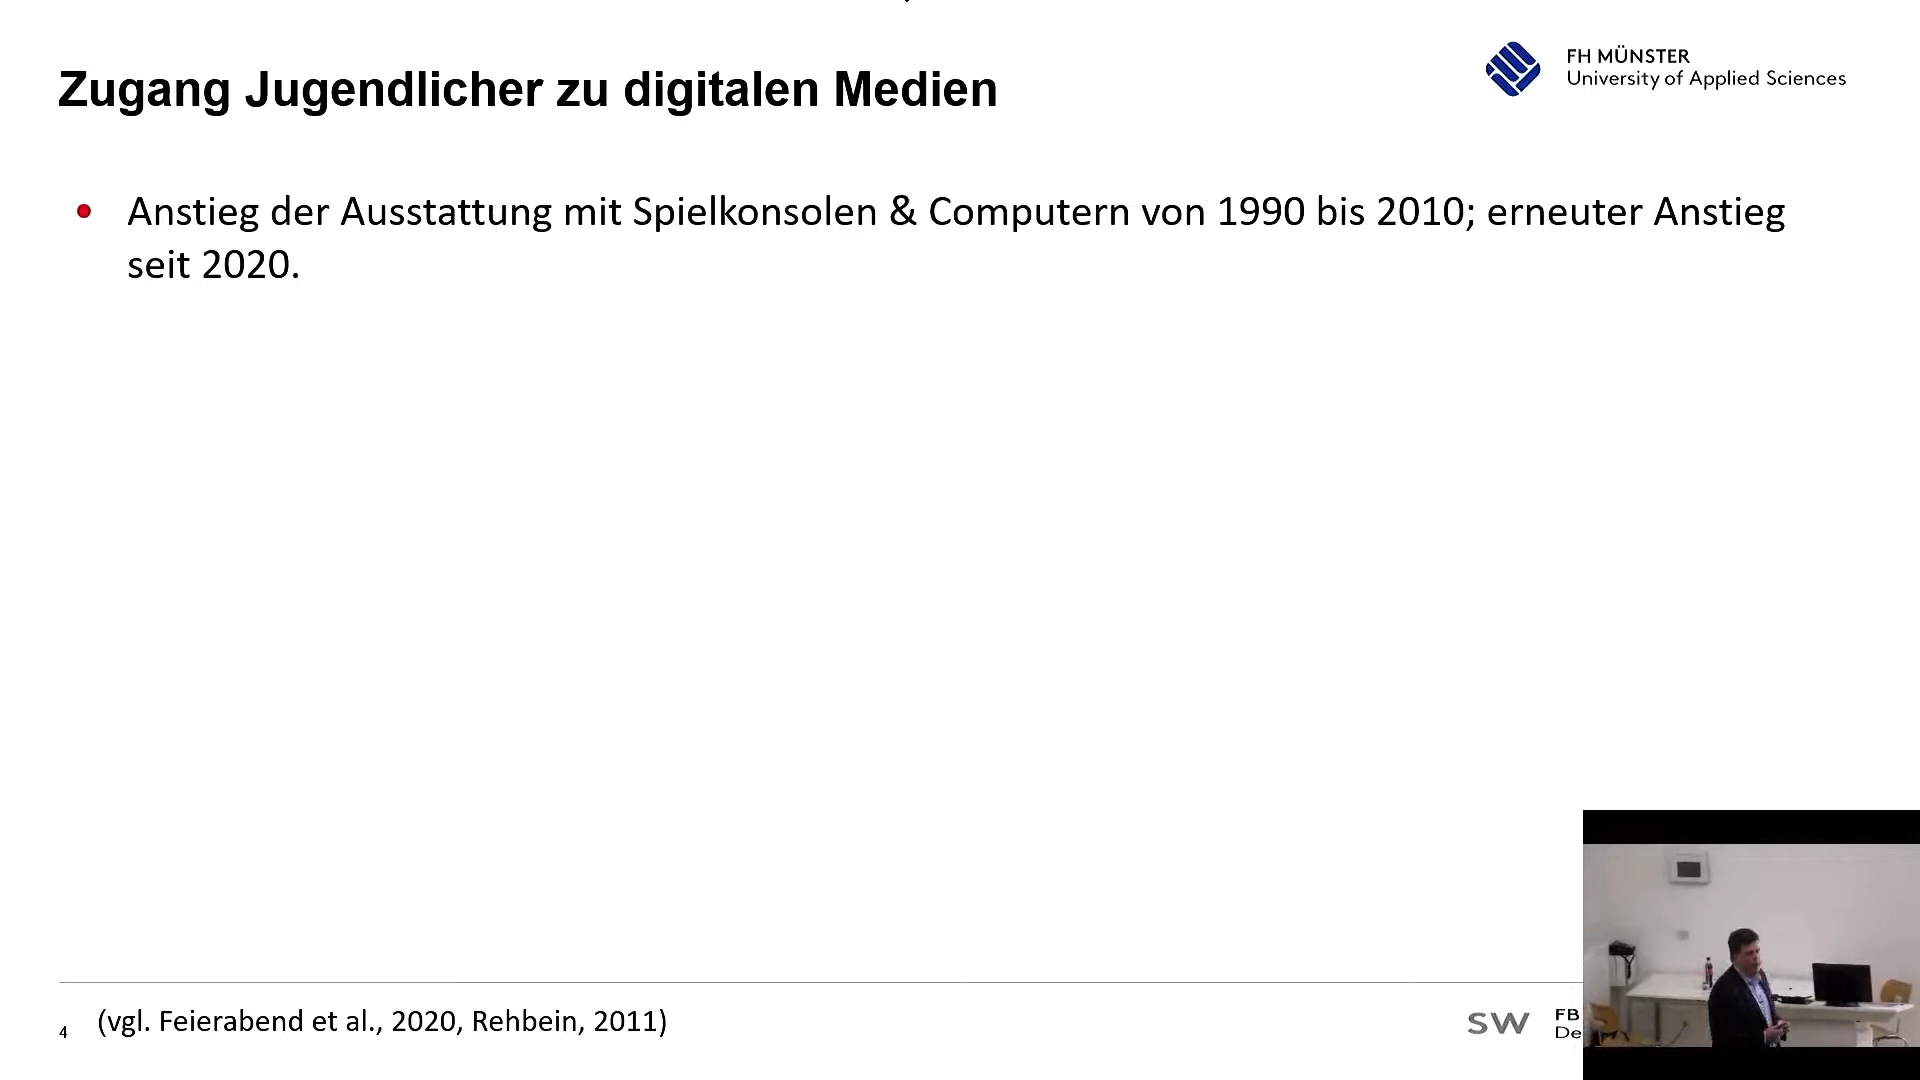 Zugang Jugendlicher zu digitalen Medien
FH MÜNSTER
University of Applied Sciences
• Anstieg der Ausstattung mit Spielkonsolen & Computern von 1990 bis 2010; erneuter Anstieg
seit 2020.
4 (vgl. Feierabend et al., 2020, Rehbein, 2011)
SW
FB
De